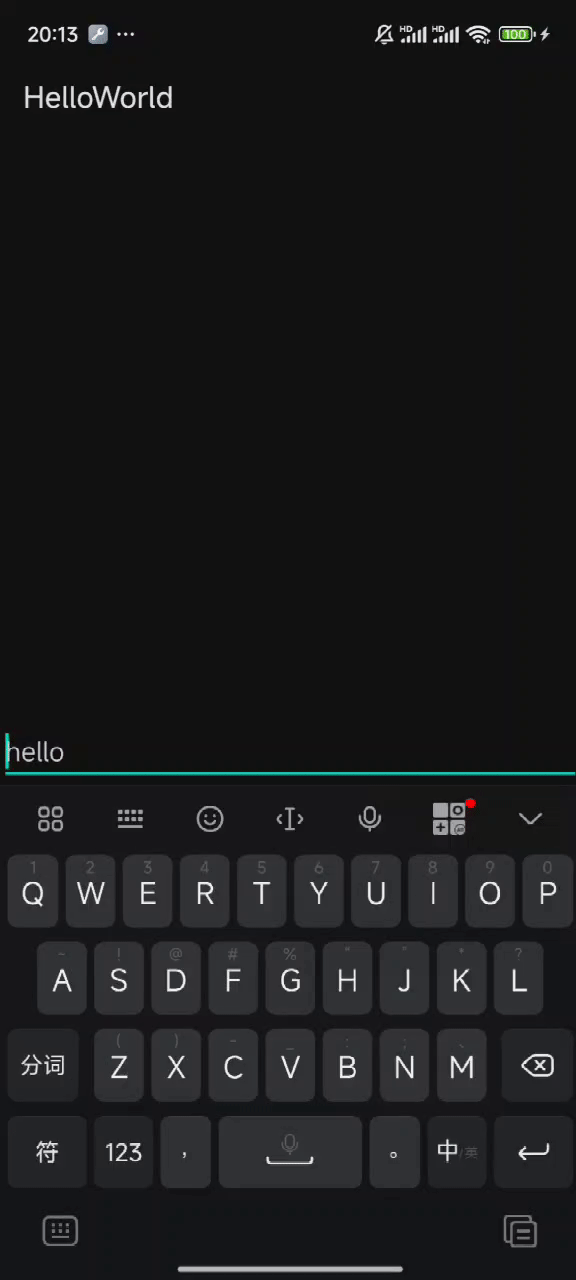 20:13 ... HD HD 100
HelloWorld
hello
1 2 3 4 5 6 7 8 9 0
Q W E R T Y U I O P
~ ! @ # % " " * ?
A S D F G H J K L
( ) - _ : ; 、
分词 Z X C V B N M
符 123 , 。 中/英